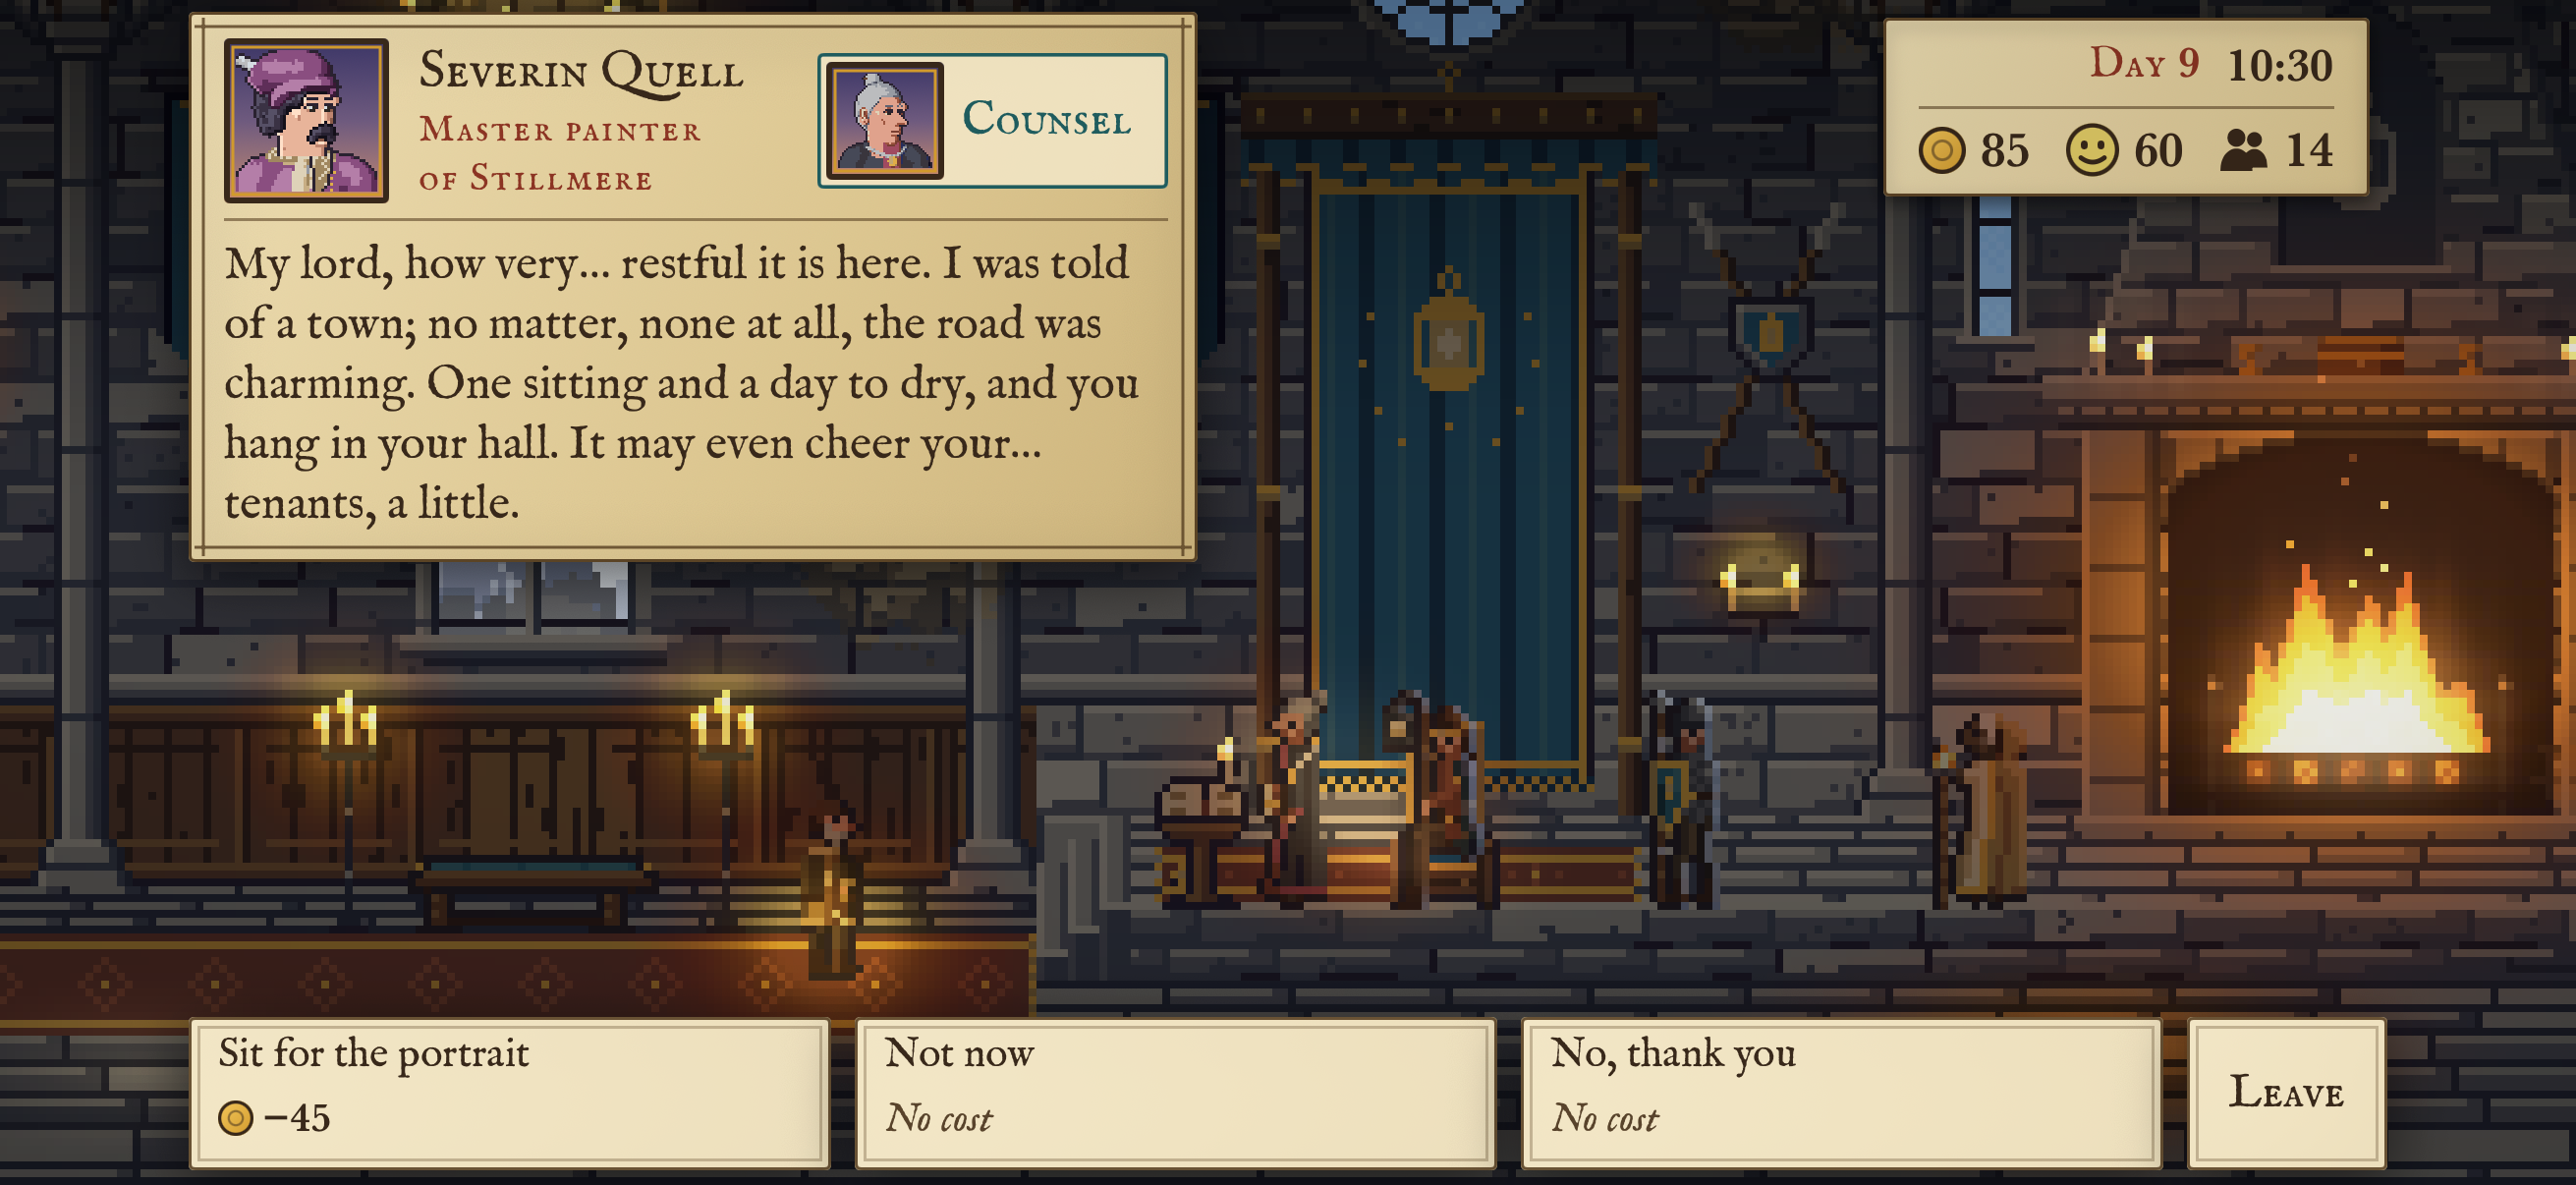 Severin Quell
Master painter
of Stillmere
Counsel
My lord, how very... restful it is here. I was told
of a town; no matter, none at all, the road was
charming. One sitting and a day to dry, and you
hang in your hall. It may even cheer your...
tenants, a little.
Day 9 10:30
85 60 14
Sit for the portrait
−45
Not now
No cost
No, thank you
No cost
Leave